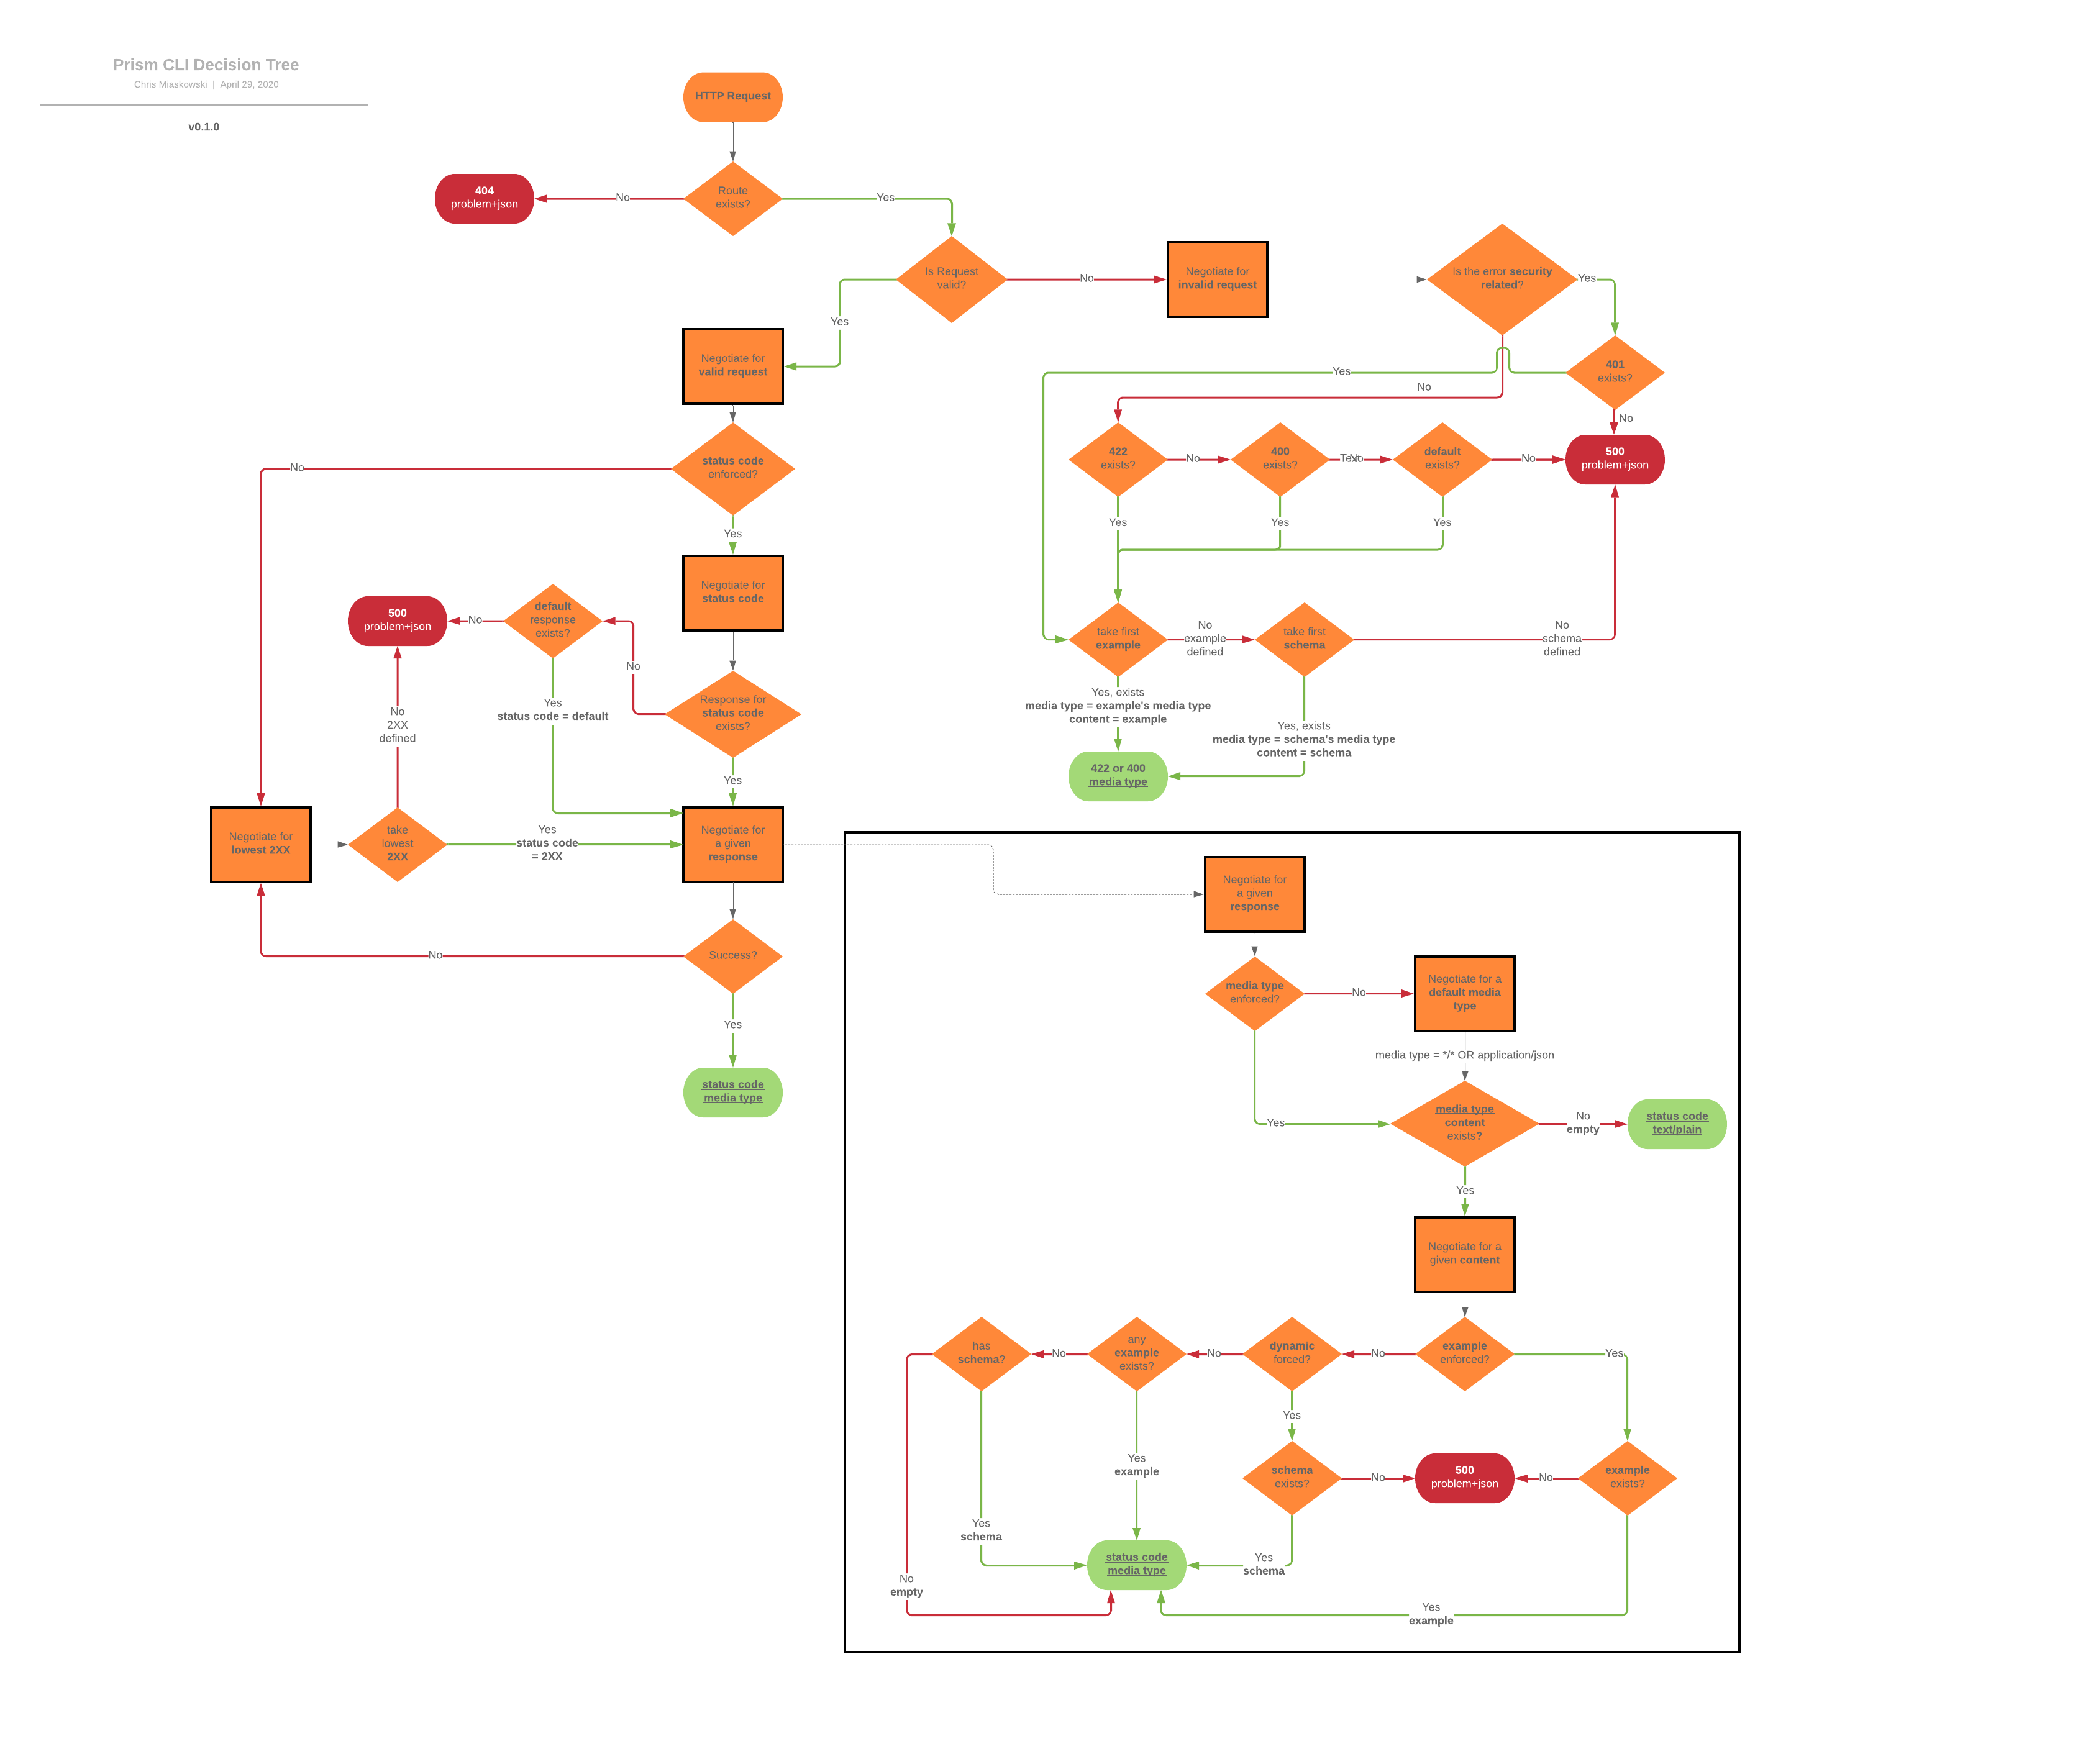 Prism CLI Decision Tree
Chris Miaskowski | April 29, 2020
v0.1.0
HTTP Request
Route
exists?
No
404
problem+json
Yes
Is Request
valid?
No
Negotiate for
invalid request
Is the error security
related?
Yes
401
exists?
Yes
No
No
Yes
Negotiate for
valid request
422
exists?
No
400
exists?
Text
No
default
exists?
No
500
problem+json
Yes
Yes
Yes
status code
enforced?
No
Yes
Negotiate for
status code
500
problem+json
No
default
response
exists?
No
Response for
status code
exists?
Yes
status code = default
No
2XX
defined
Yes
take first
example
No
example
defined
take first
schema
No
schema
defined
Yes, exists
media type = example's media type
content = example
Yes, exists
media type = schema's media type
content = schema
422 or 400
media type
Negotiate for
lowest 2XX
take
lowest
2XX
Yes
status code
= 2XX
Negotiate for
a given
response
Success?
No
Yes
status code
media type
Negotiate for
a given
response
media type
enforced?
No
Negotiate for a
default media
type
media type = */* OR application/json
Yes
media type
content
exists?
No
empty
status code
text/plain
Yes
Negotiate for a
given content
has
schema?
No
any
example
exists?
No
dynamic
forced?
No
example
enforced?
Yes
Yes
Yes
example
schema
exists?
No
500
problem+json
No
example
exists?
Yes
schema
status code
media type
Yes
schema
No
empty
Yes
example